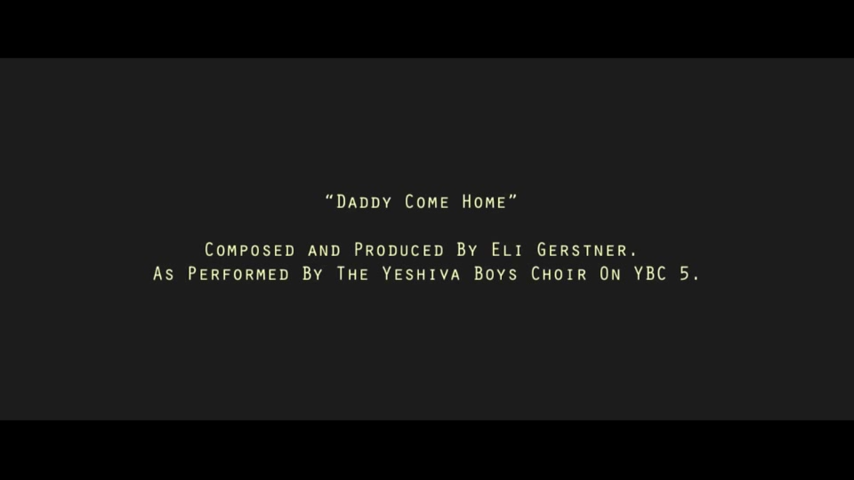 “Daddy Come Home”
Composed and Produced By Eli Gerstner.
As Performed By The Yeshiva Boys Choir On YBC 5.